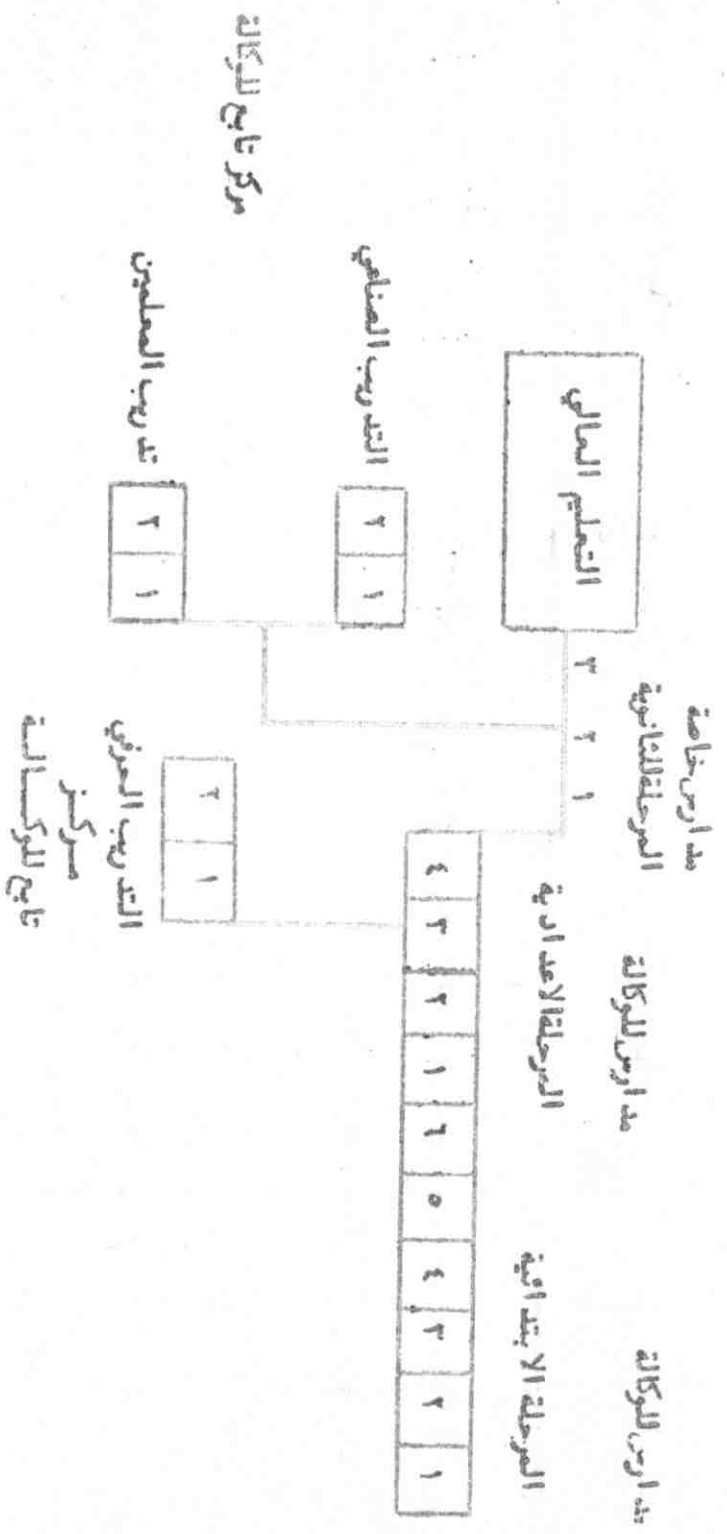 مدارس للوكالة
مدارس للوكالة
مدارس خاصة
المرحلة الثانوية
المرحلة الابتدائية
المرحلة الاعدادية
١ ٢ ٣
التعليم العالي
١ ٢ ٣ ٤ ٥ ٦ ١ ٢ ٣ ٤
التدريب الصناعي
١ ٢
التدريب الحرفي
مركز
تابع للوكالة
١ ٢
تدريب المعلمين
١ ٢
مركز تابع للوكالة